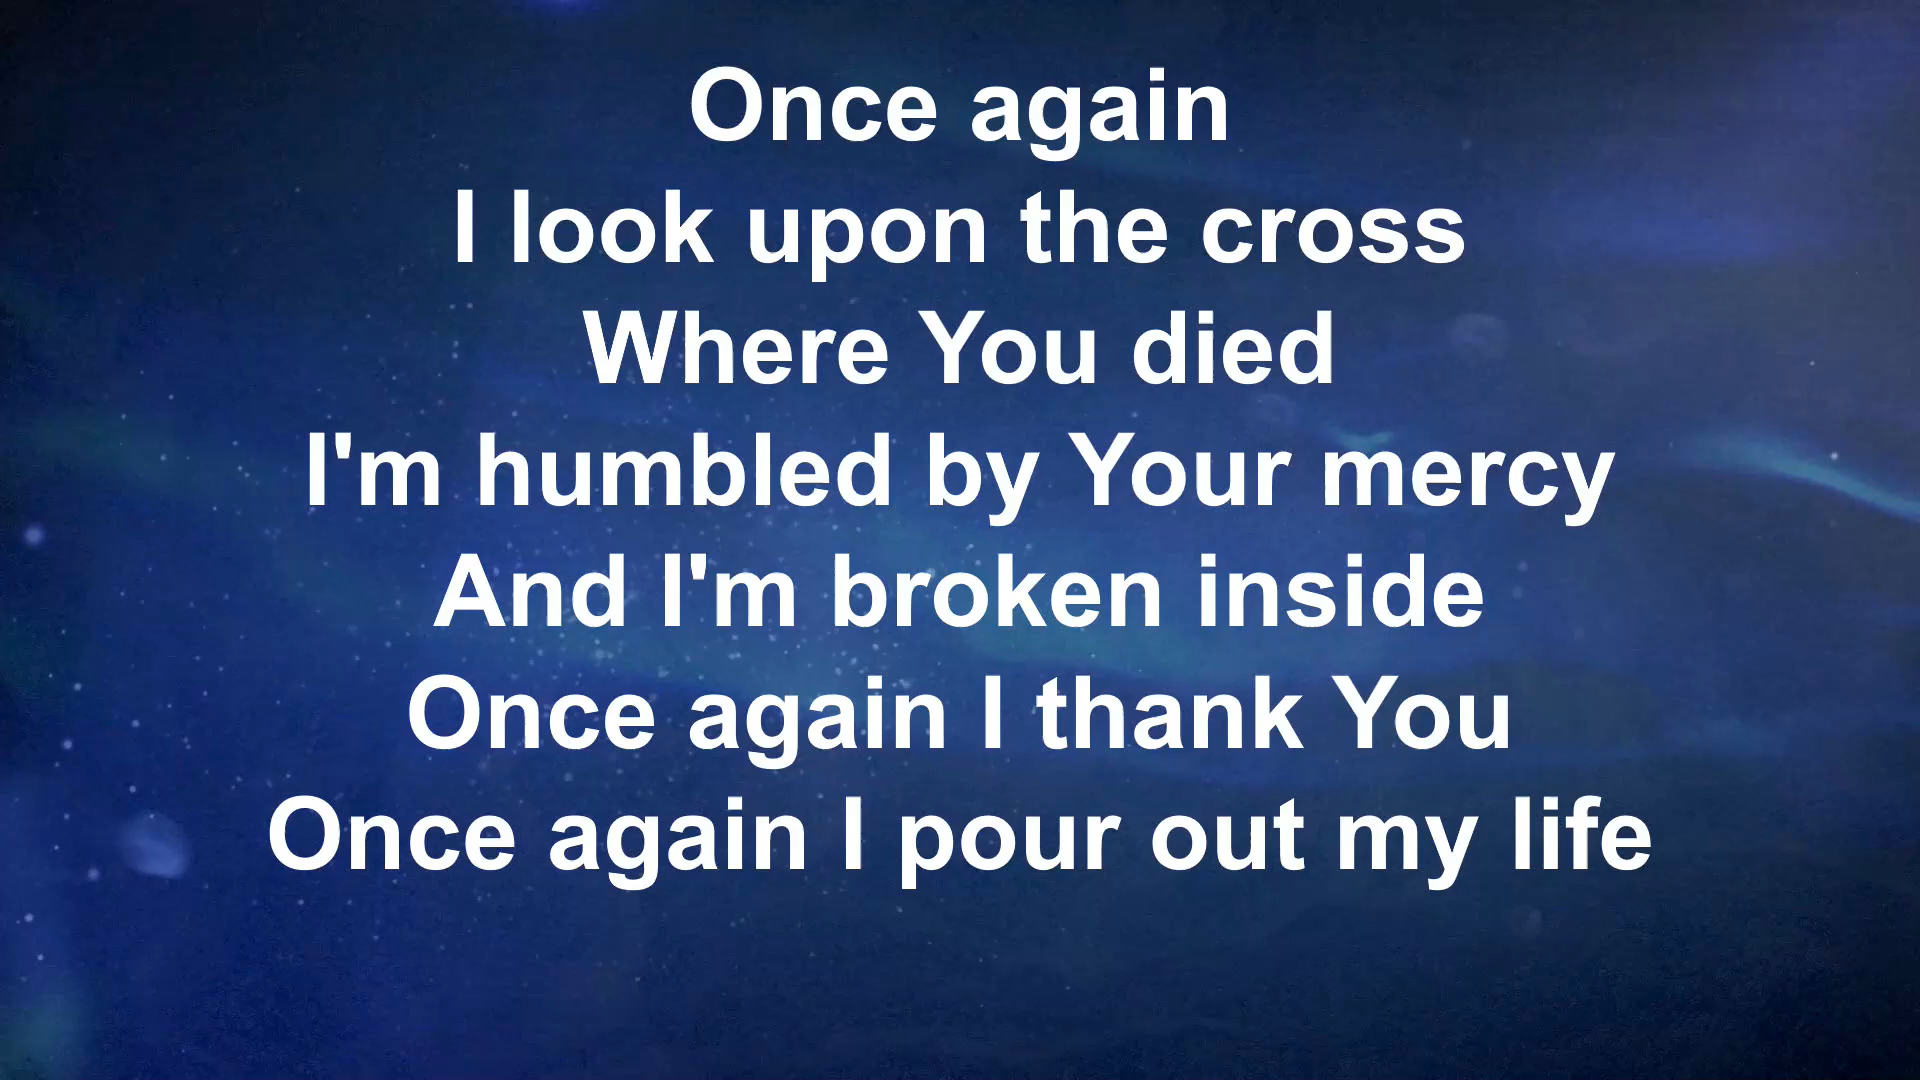 Once again
I look upon the cross
Where You died
I'm humbled by Your mercy
And I'm broken inside
Once again I thank You
Once again I pour out my life